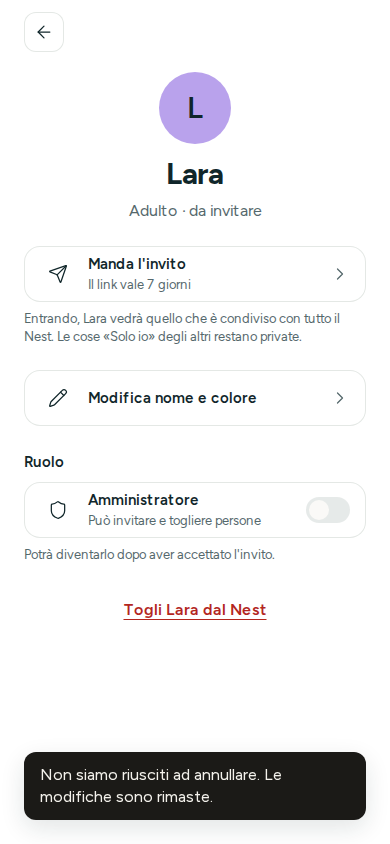 L
Lara
Adulto · da invitare
Manda l'invito
Il link vale 7 giorni
Entrando, Lara vedrà quello che è condiviso con tutto il
Nest. Le cose «Solo io» degli altri restano private.
Modifica nome e colore
Ruolo
Amministratore
Può invitare e togliere persone
Potrà diventarlo dopo aver accettato l'invito.
Togli Lara dal Nest
Non siamo riusciti ad annullare. Le
modifiche sono rimaste.